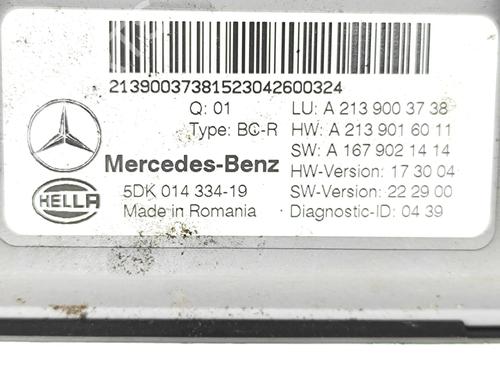 21390037381523042600324
Q: 01 LU: A 213 900 37 38
Type: BC-R HW: A 213 901 60 11
Mercedes-Benz SW: A 167 902 14 14
HW-Version: 17 30 04
5DK 014 334-19 SW-Version: 22 29 00
Made in Romania Diagnostic-ID: 04 39
HELLA